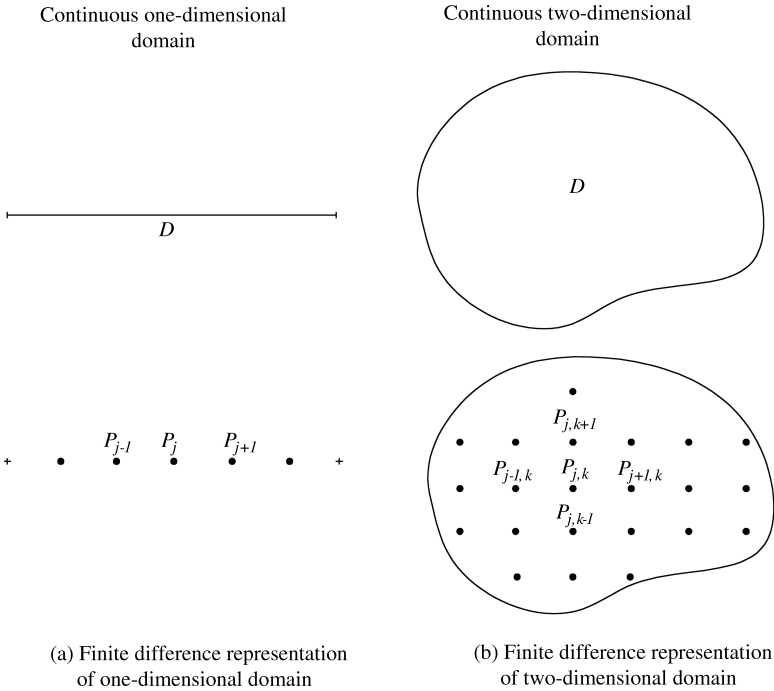 Continuous one-dimensional
domain
D
P_{j-1} P_j P_{j+1}
(a) Finite difference representation
of one-dimensional domain
Continuous two-dimensional
domain
D
P_{j,k+1}
P_{j-1,k} P_{j,k} P_{j+1,k}
P_{j,k-1}
(b) Finite difference representation
of two-dimensional domain